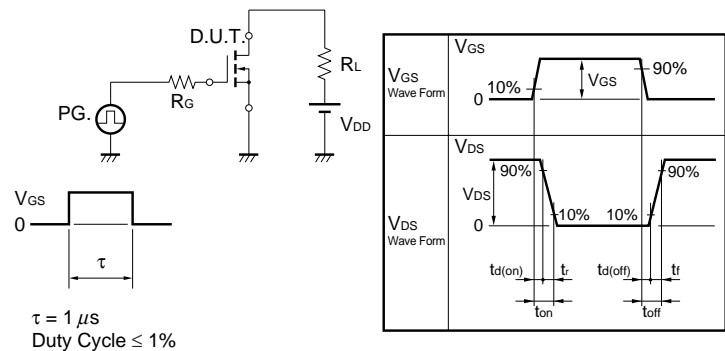 D.U.T.
RL
RG
PG.
VDD
VGS
0
τ
τ = 1 μs
Duty Cycle ≤ 1%
VGS
Wave Form
VGS
10%
0
VGS
90%
VDS
Wave Form
VDS
90%
VDS
0
10%
10%
90%
td(on)
tr
td(off)
tf
ton
toff